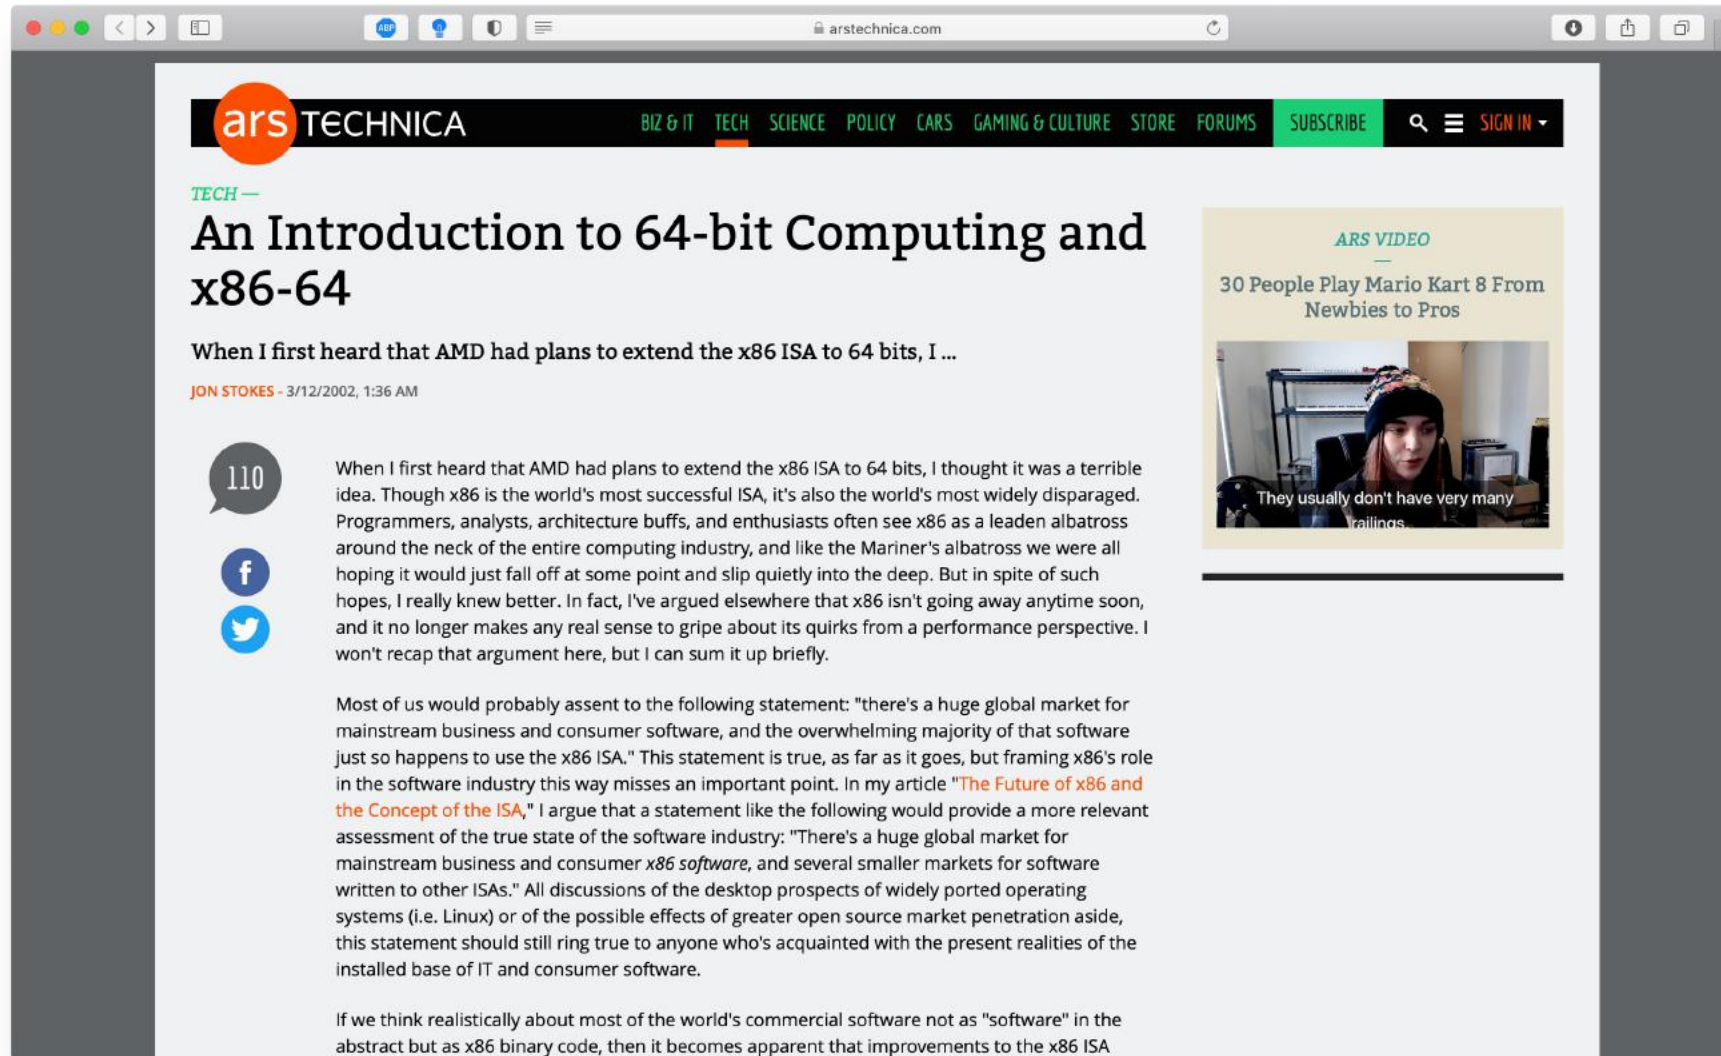 ABP
arstechnica.com
ars TECHNICA
BIZ & IT TECH SCIENCE POLICY CARS GAMING & CULTURE STORE FORUMS SUBSCRIBE SIGN IN
TECH —
An Introduction to 64-bit Computing and
x86-64
When I first heard that AMD had plans to extend the x86 ISA to 64 bits, I ...
JON STOKES - 3/12/2002, 1:36 AM
110
When I first heard that AMD had plans to extend the x86 ISA to 64 bits, I thought it was a terrible
idea. Though x86 is the world's most successful ISA, it's also the world's most widely disparaged.
Programmers, analysts, architecture buffs, and enthusiasts often see x86 as a leaden albatross
around the neck of the entire computing industry, and like the Mariner's albatross we were all
hoping it would just fall off at some point and slip quietly into the deep. But in spite of such
hopes, I really knew better. In fact, I've argued elsewhere that x86 isn't going away anytime soon,
and it no longer makes any real sense to gripe about its quirks from a performance perspective. I
won't recap that argument here, but I can sum it up briefly.
Most of us would probably assent to the following statement: "there's a huge global market for
mainstream business and consumer software, and the overwhelming majority of that software
just so happens to use the x86 ISA." This statement is true, as far as it goes, but framing x86's role
in the software industry this way misses an important point. In my article "The Future of x86 and
the Concept of the ISA," I argue that a statement like the following would provide a more relevant
assessment of the true state of the software industry: "There's a huge global market for
mainstream business and consumer x86 software, and several smaller markets for software
written to other ISAs." All discussions of the desktop prospects of widely ported operating
systems (i.e. Linux) or of the possible effects of greater open source market penetration aside,
this statement should still ring true to anyone who's acquainted with the present realities of the
installed base of IT and consumer software.
If we think realistically about most of the world's commercial software not as "software" in the
abstract but as x86 binary code, then it becomes apparent that improvements to the x86 ISA
ARS VIDEO
30 People Play Mario Kart 8 From
Newbies to Pros
They usually don't have very many
railings.